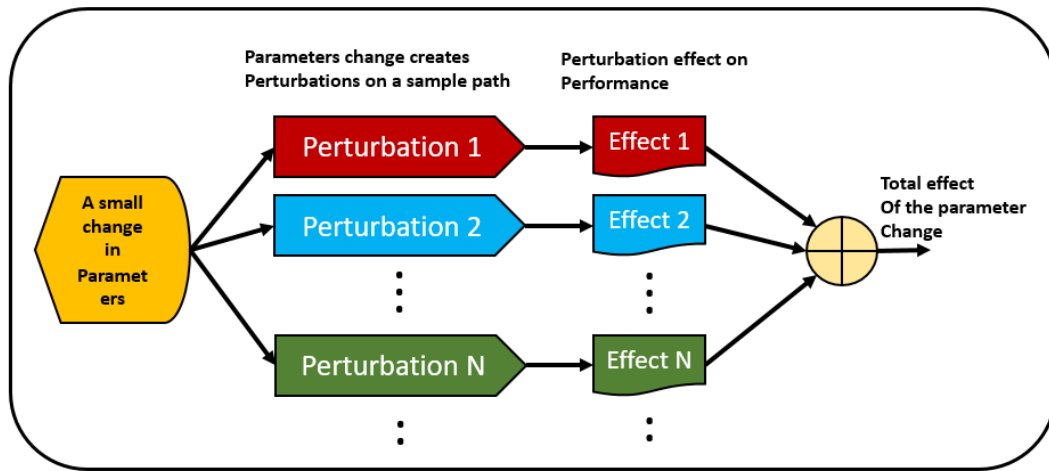 Parameters change creates
Perturbations on a sample path
Perturbation effect on
Performance
Perturbation 1
Effect 1
A small
change
in
Paramet
ers
Perturbation 2
Effect 2
Total effect
Of the parameter
Change
Perturbation N
Effect N